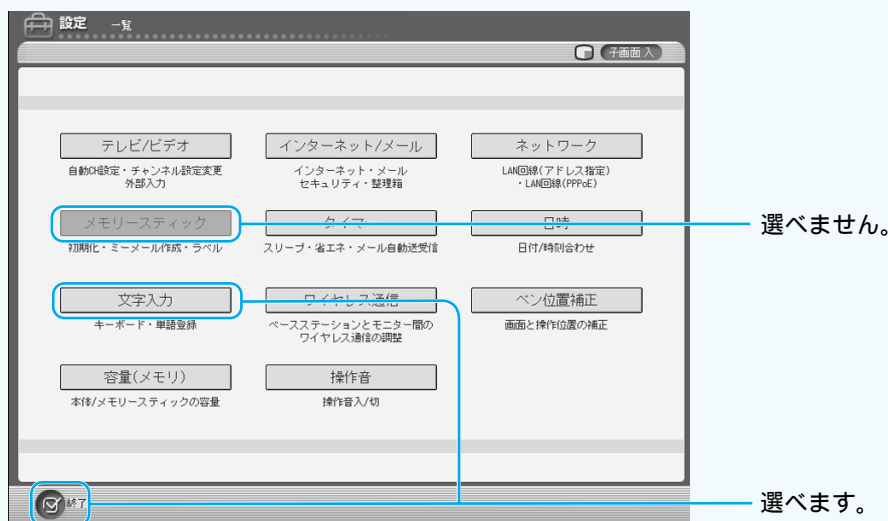 設定 一覧
子画面 入
テレビ/ビデオ
自動CH設定・チャンネル設定変更
外部入力
インターネット/メール
インターネット・メール
セキュリティ・整理箱
ネットワーク
LAN回線(アドレス指定)
・LAN回線(PPPoE)
メモリースティック
初期化・ミーメール作成・ラベル
タイマー
スリープ・省エネ・メール自動送受信
日時
日付/時刻合わせ
選べません。
文字入力
キーボード・単語登録
ワイヤレス通信
ベースステーションとモニター間の
ワイヤレス通信の調整
ペン位置補正
画面と操作位置の補正
容量(メモリ)
本体/メモリースティックの容量
操作音
操作音入/切
終了
選べます。